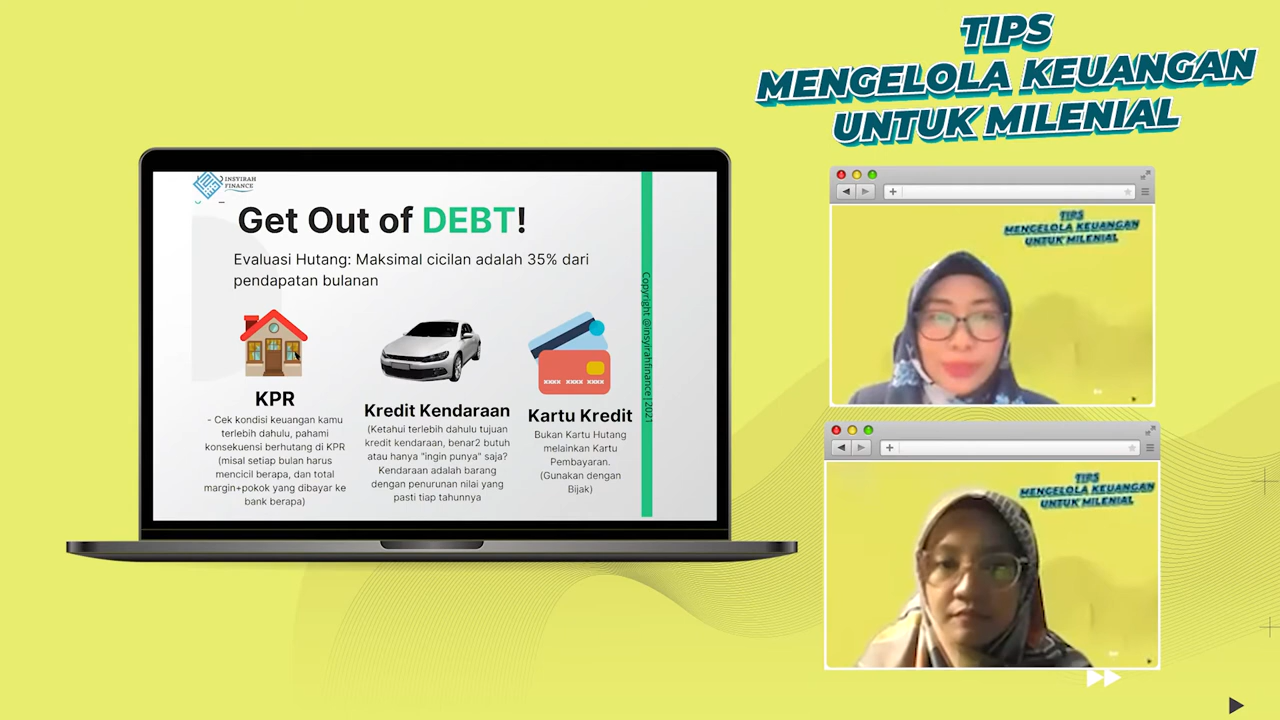 TIPS
MENGELOLA KEUANGAN
UNTUK MILENIAL
INSYIRAH
FINANCE
Get Out of DEBT!
Evaluasi Hutang: Maksimal cicilan adalah 35% dari
pendapatan bulanan
KPR
- Cek kondisi keuangan kamu
terlebih dahulu, pahami
konsekuensi berhutang di KPR
(misal setiap bulan harus
mencicil berapa, dan total
margin+pokok yang dibayar ke
bank berapa)
Kredit Kendaraan
(Ketahui terlebih dahulu tujuan
kredit kendaraan, benar2 butuh
atau hanya "ingin punya" saja?
Kendaraan adalah barang
dengan penurunan nilai yang
pasti tiap tahunnya
XXXX XXXX XXXX
Kartu Kredit
Bukan Kartu Hutang
melainkan Kartu
Pembayaran.
(Gunakan dengan
Bijak)
Copyright @insyirahfinance|2021
TIPS
MENGELOLA KEUANGAN
UNTUK MILENIAL
TIPS
MENGELOLA KEUANGAN
UNTUK MILENIAL